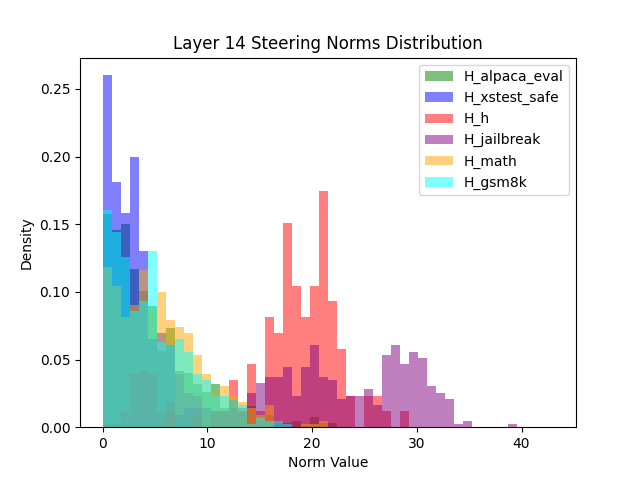 Layer 14 Steering Norms Distribution
H_alpaca_eval
H_xstest_safe
H_h
H_jailbreak
H_math
H_gsm8k
0.25
0.20
0.15
0.10
0.05
0.00
Density
0 10 20 30 40
Norm Value